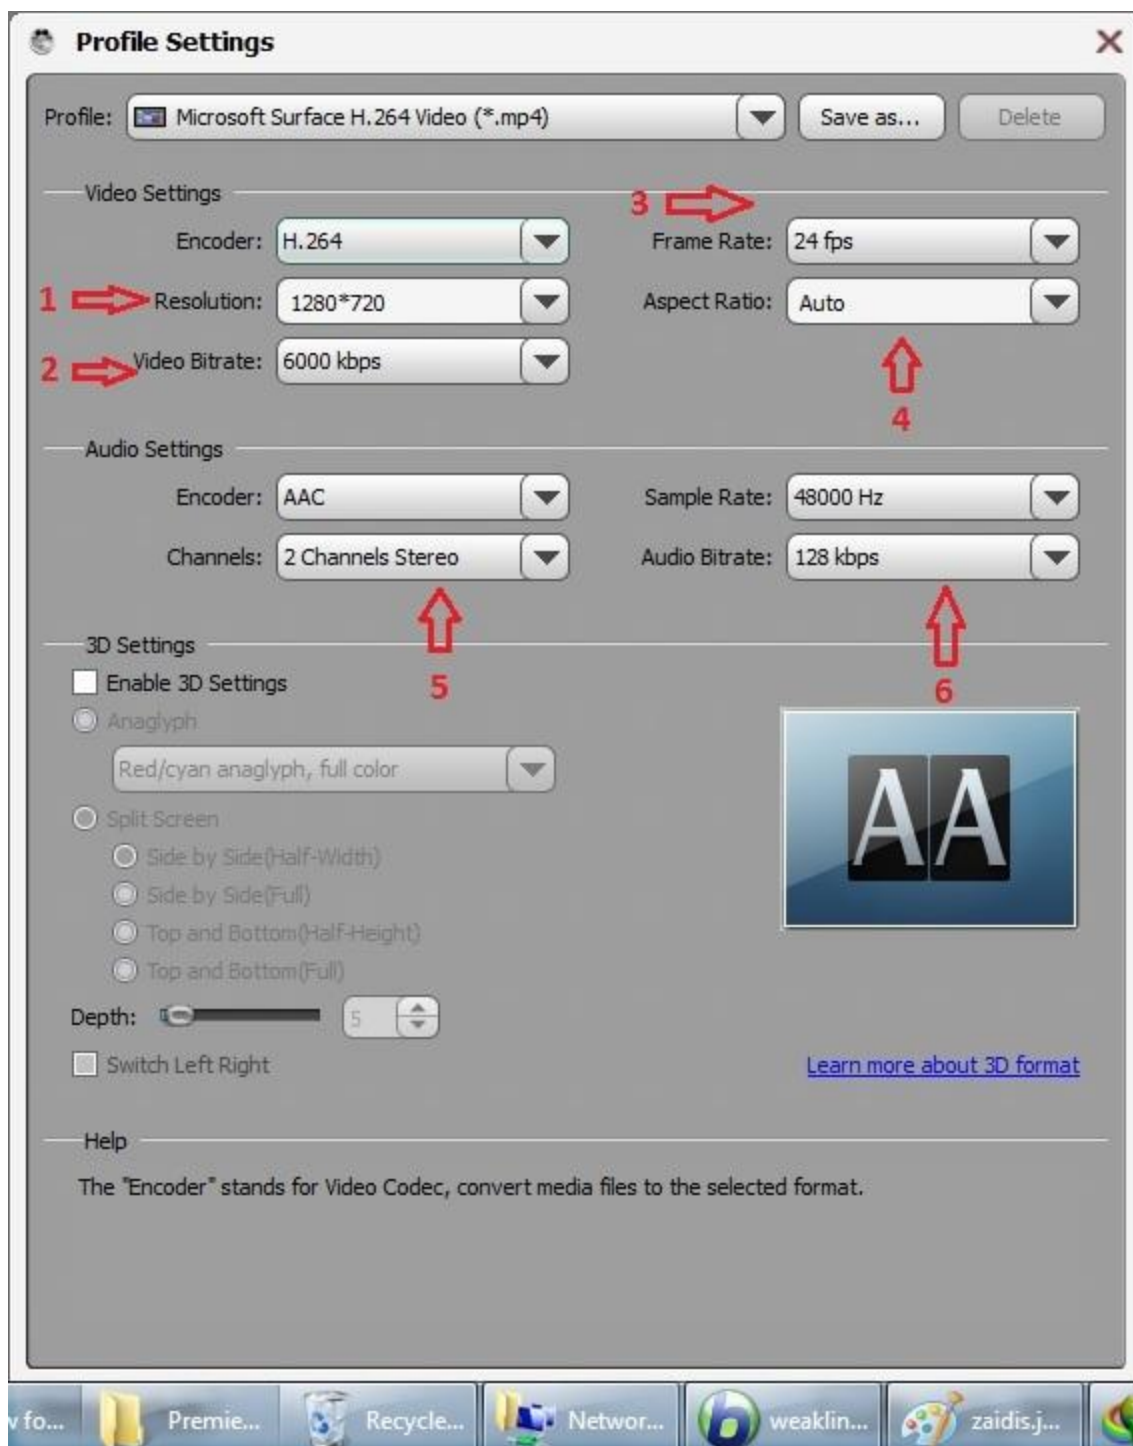 Profile Settings
Profile: Microsoft Surface H.264 Video (*.mp4) Save as... Delete
Video Settings
3
Encoder: H.264 Frame Rate: 24 fps
1 Resolution: 1280*720 Aspect Ratio: Auto
2 Video Bitrate: 6000 kbps
4
Audio Settings
Encoder: AAC Sample Rate: 48000 Hz
Channels: 2 Channels Stereo Audio Bitrate: 128 kbps
3D Settings
Enable 3D Settings
5 6
Anaglyph
Red/cyan anaglyph, full color
AA
Split Screen
Side by Side(Half-Width)
Side by Side(Full)
Top and Bottom(Half-Height)
Top and Bottom(Full)
Depth: 5
Switch Left Right Learn more about 3D format
Help
The "Encoder" stands for Video Codec, convert media files to the selected format.
w fo... Premie... Recycle... Networ... b weaklin... zaidis.j...